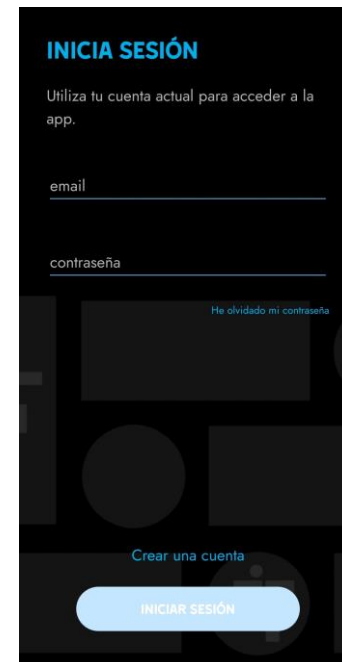 INICIA SESIÓN
Utiliza tu cuenta actual para acceder a la
app.
email
contraseña
He olvidado mi contraseña
Crear una cuenta
INICIAR SESIÓN